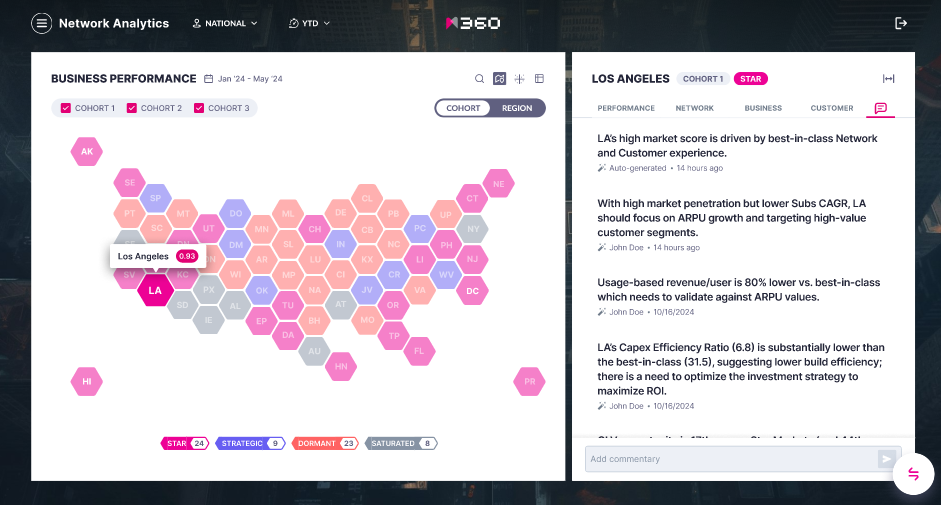 Network Analytics
NATIONAL
YTD
360
BUSINESS PERFORMANCE
Jan '24 - May '24
COHORT 1
COHORT 2
COHORT 3
COHORT
REGION
AK
SE
SP
PT
MT
DO
ML
DE
CL
PB
UP
CT
NE
SC
UT
MN
CH
CB
PC
NY
DM
SL
IN
NC
PH
AR
LU
KX
LI
NJ
Los Angeles 0.93
SV
KC
WI
MP
CI
CR
WV
LA
PX
OK
NA
JV
VA
DC
SD
AL
TU
AT
OR
IE
EP
BH
MO
DA
TP
AU
FL
HN
HI
PR
STAR 24
STRATEGIC 9
DORMANT 23
SATURATED 8
LOS ANGELES
COHORT 1
STAR
PERFORMANCE
NETWORK
BUSINESS
CUSTOMER
LA's high market score is driven by best-in-class Network
and Customer experience.
Auto-generated • 14 hours ago
With high market penetration but lower Subs CAGR, LA
should focus on ARPU growth and targeting high-value
customer segments.
John Doe • 14 hours ago
Usage-based revenue/user is 80% lower vs. best-in-class
which needs to validate against ARPU values.
John Doe • 10/16/2024
LA's Capex Efficiency Ratio (6.8) is substantially lower than
the best-in-class (31.5), suggesting lower build efficiency;
there is a need to optimize the investment strategy to
maximize ROI.
John Doe • 10/16/2024
Add commentary